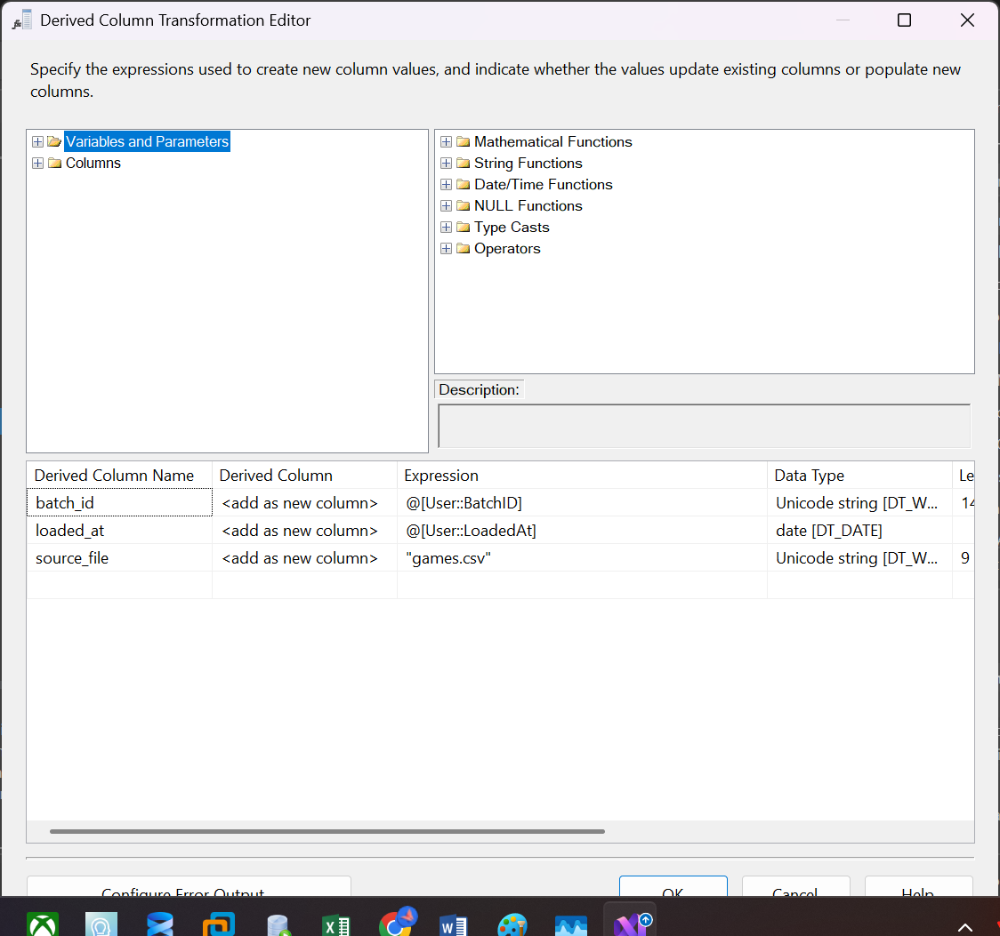 Derived Column Transformation Editor
Specify the expressions used to create new column values, and indicate whether the values update existing columns or populate new
columns.
Variables and Parameters
Columns
Mathematical Functions
String Functions
Date/Time Functions
NULL Functions
Type Casts
Operators
Description:
Derived Column Name Derived Column Expression Data Type Le
batch_id <add as new column> @[User::BatchID] Unicode string [DT_W... 14
loaded_at <add as new column> @[User::LoadedAt] date [DT_DATE]
source_file <add as new column> "games.csv" Unicode string [DT_W... 9
Configure Error Output... OK Cancel Help